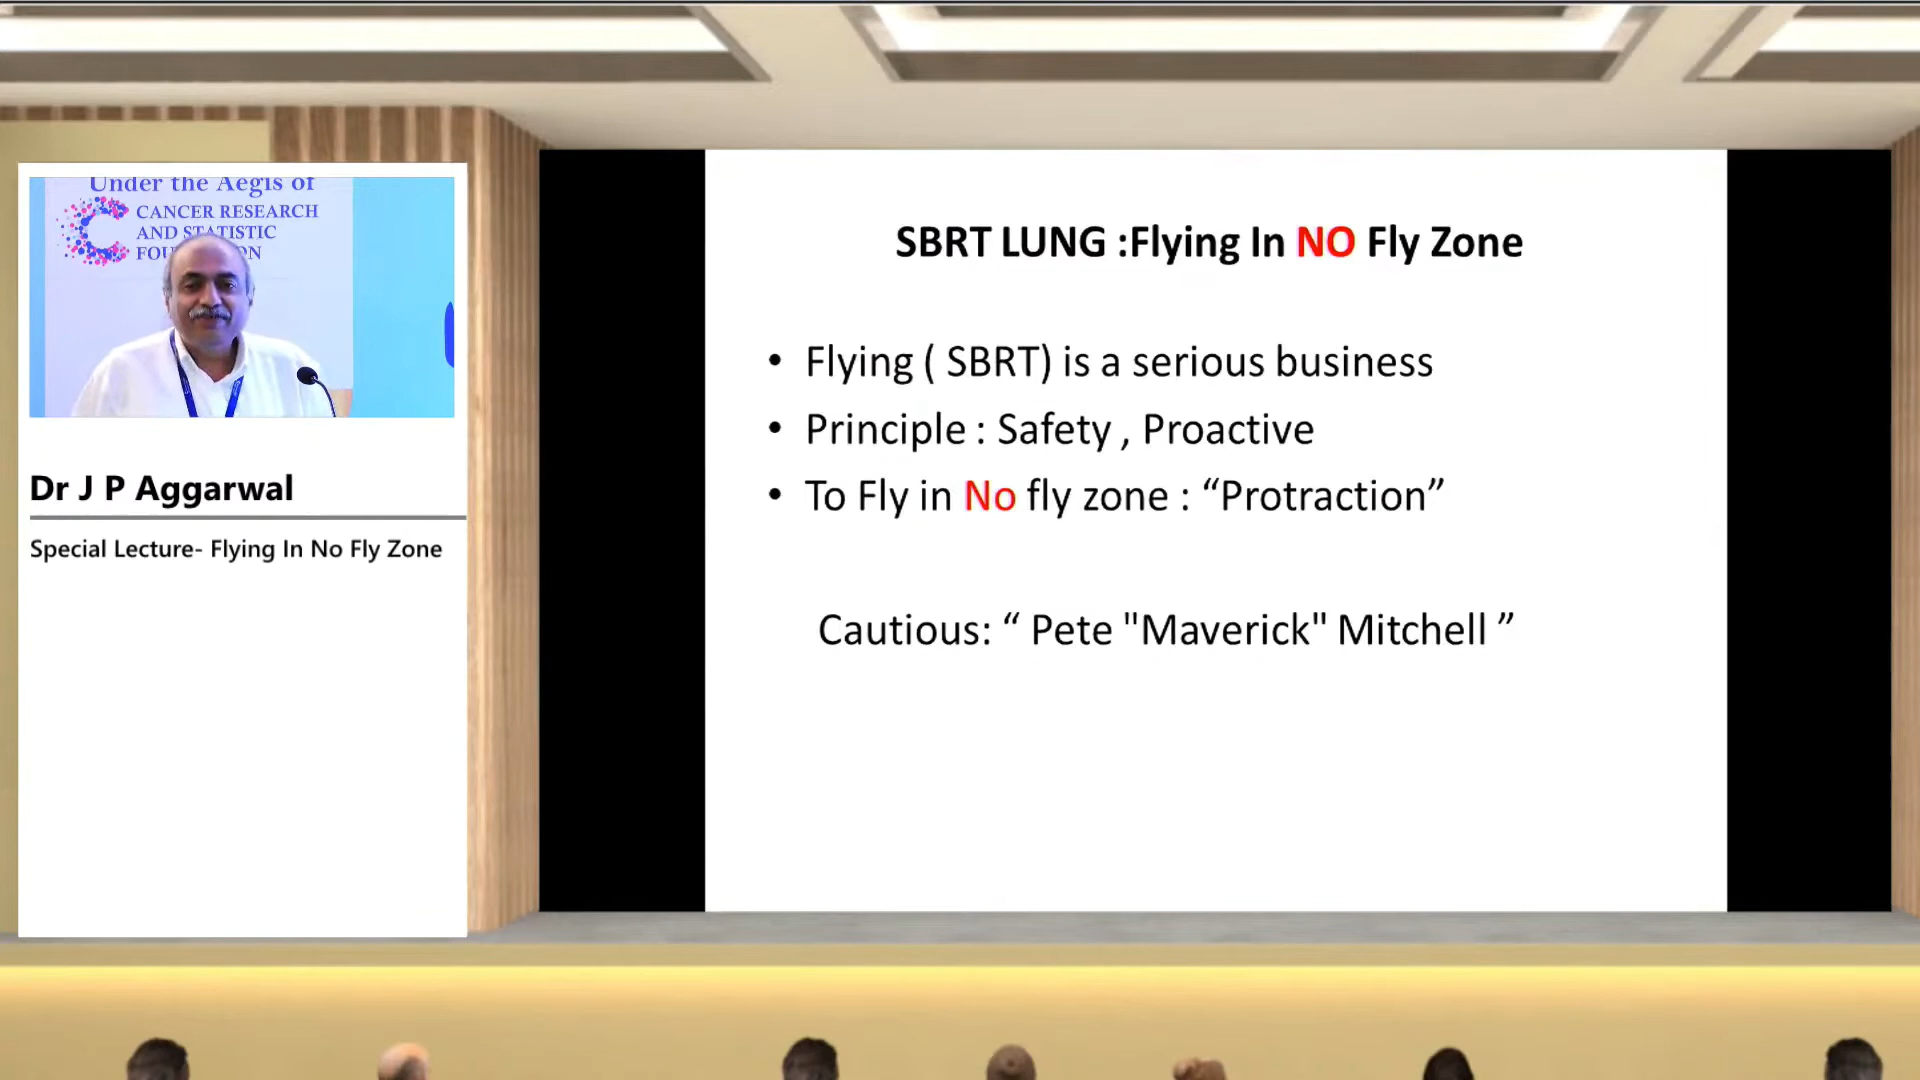 Under the Aegis of
CANCER RESEARCH
AND STATISTIC
Dr J P Aggarwal
Special Lecture- Flying In No Fly Zone
SBRT LUNG :Flying In NO Fly Zone
• Flying ( SBRT) is a serious business
• Principle : Safety , Proactive
• To Fly in No fly zone : “Protraction”
Cautious: “ Pete "Maverick" Mitchell ”